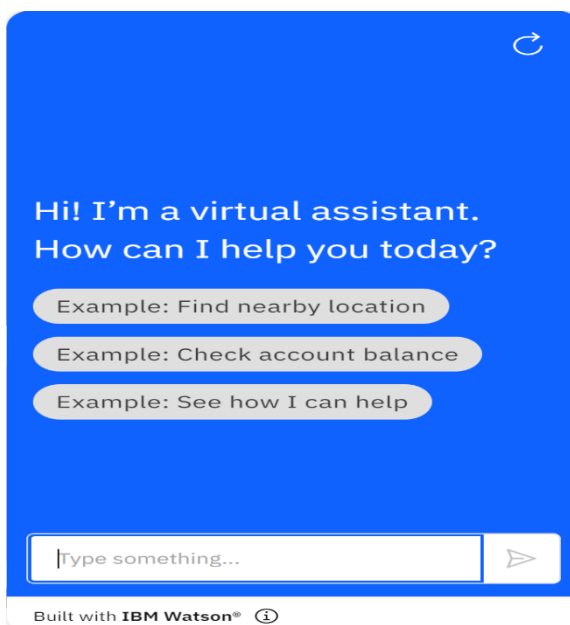 Hi! I’m a virtual assistant.
How can I help you today?
Example: Find nearby location
Example: Check account balance
Example: See how I can help
Type something...
Built with IBM Watson®